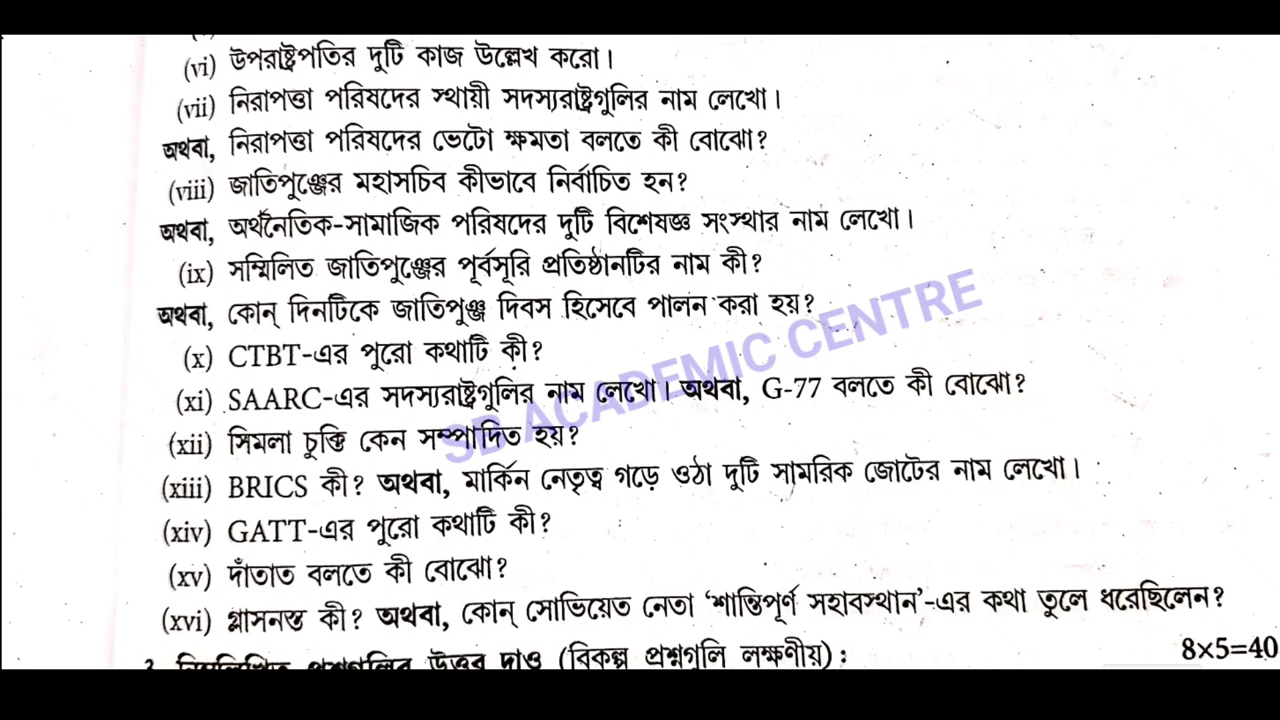 (vi) উপরাষ্ট্রপতির দুটি কাজ উল্লেখ করো।
(vii) নিরাপত্তা পরিষদের স্থায়ী সদস্যরাষ্ট্রগুলির নাম লেখো।
অথবা, নিরাপত্তা পরিষদের ভেটো ক্ষমতা বলতে কী বোঝো?
(viii) জাতিপুঞ্জের মহাসচিব কীভাবে নির্বাচিত হন?
অথবা, অর্থনৈতিক-সামাজিক পরিষদের দুটি বিশেষজ্ঞ সংস্থার নাম লেখো।
(ix) সম্মিলিত জাতিপুঞ্জের পূর্বসূরি প্রতিষ্ঠানটির নাম কী?
অথবা, কোন্ দিনটিকে জাতিপুঞ্জ দিবস হিসেবে পালন করা হয়?
(x) CTBT-এর পুরো কথাটি কী?
(xi) SAARC-এর সদস্যরাষ্ট্রগুলির নাম লেখো। অথবা, G-77 বলতে কী বোঝো?
(xii) সিমলা চুক্তি কেন সম্পাদিত হয়?
(xiii) BRICS কী? অথবা, মার্কিন নেতৃত্ব গড়ে ওঠা দুটি সামরিক জোটের নাম লেখো।
(xiv) GATT-এর পুরো কথাটি কী?
(xv) দাঁতাত বলতে কী বোঝো?
(xvi) গ্লাসনস্ত কী? অথবা, কোন্ সোভিয়েত নেতা ‘শান্তিপূর্ণ সহাবস্থান’-এর কথা তুলে ধরেছিলেন?
নিম্নলিখিত প্রশ্নগুলির উত্তর দাও (বিকল্প প্রশ্নগুলি লক্ষণীয়) : 8×5=40
SB ACADEMIC CENTRE